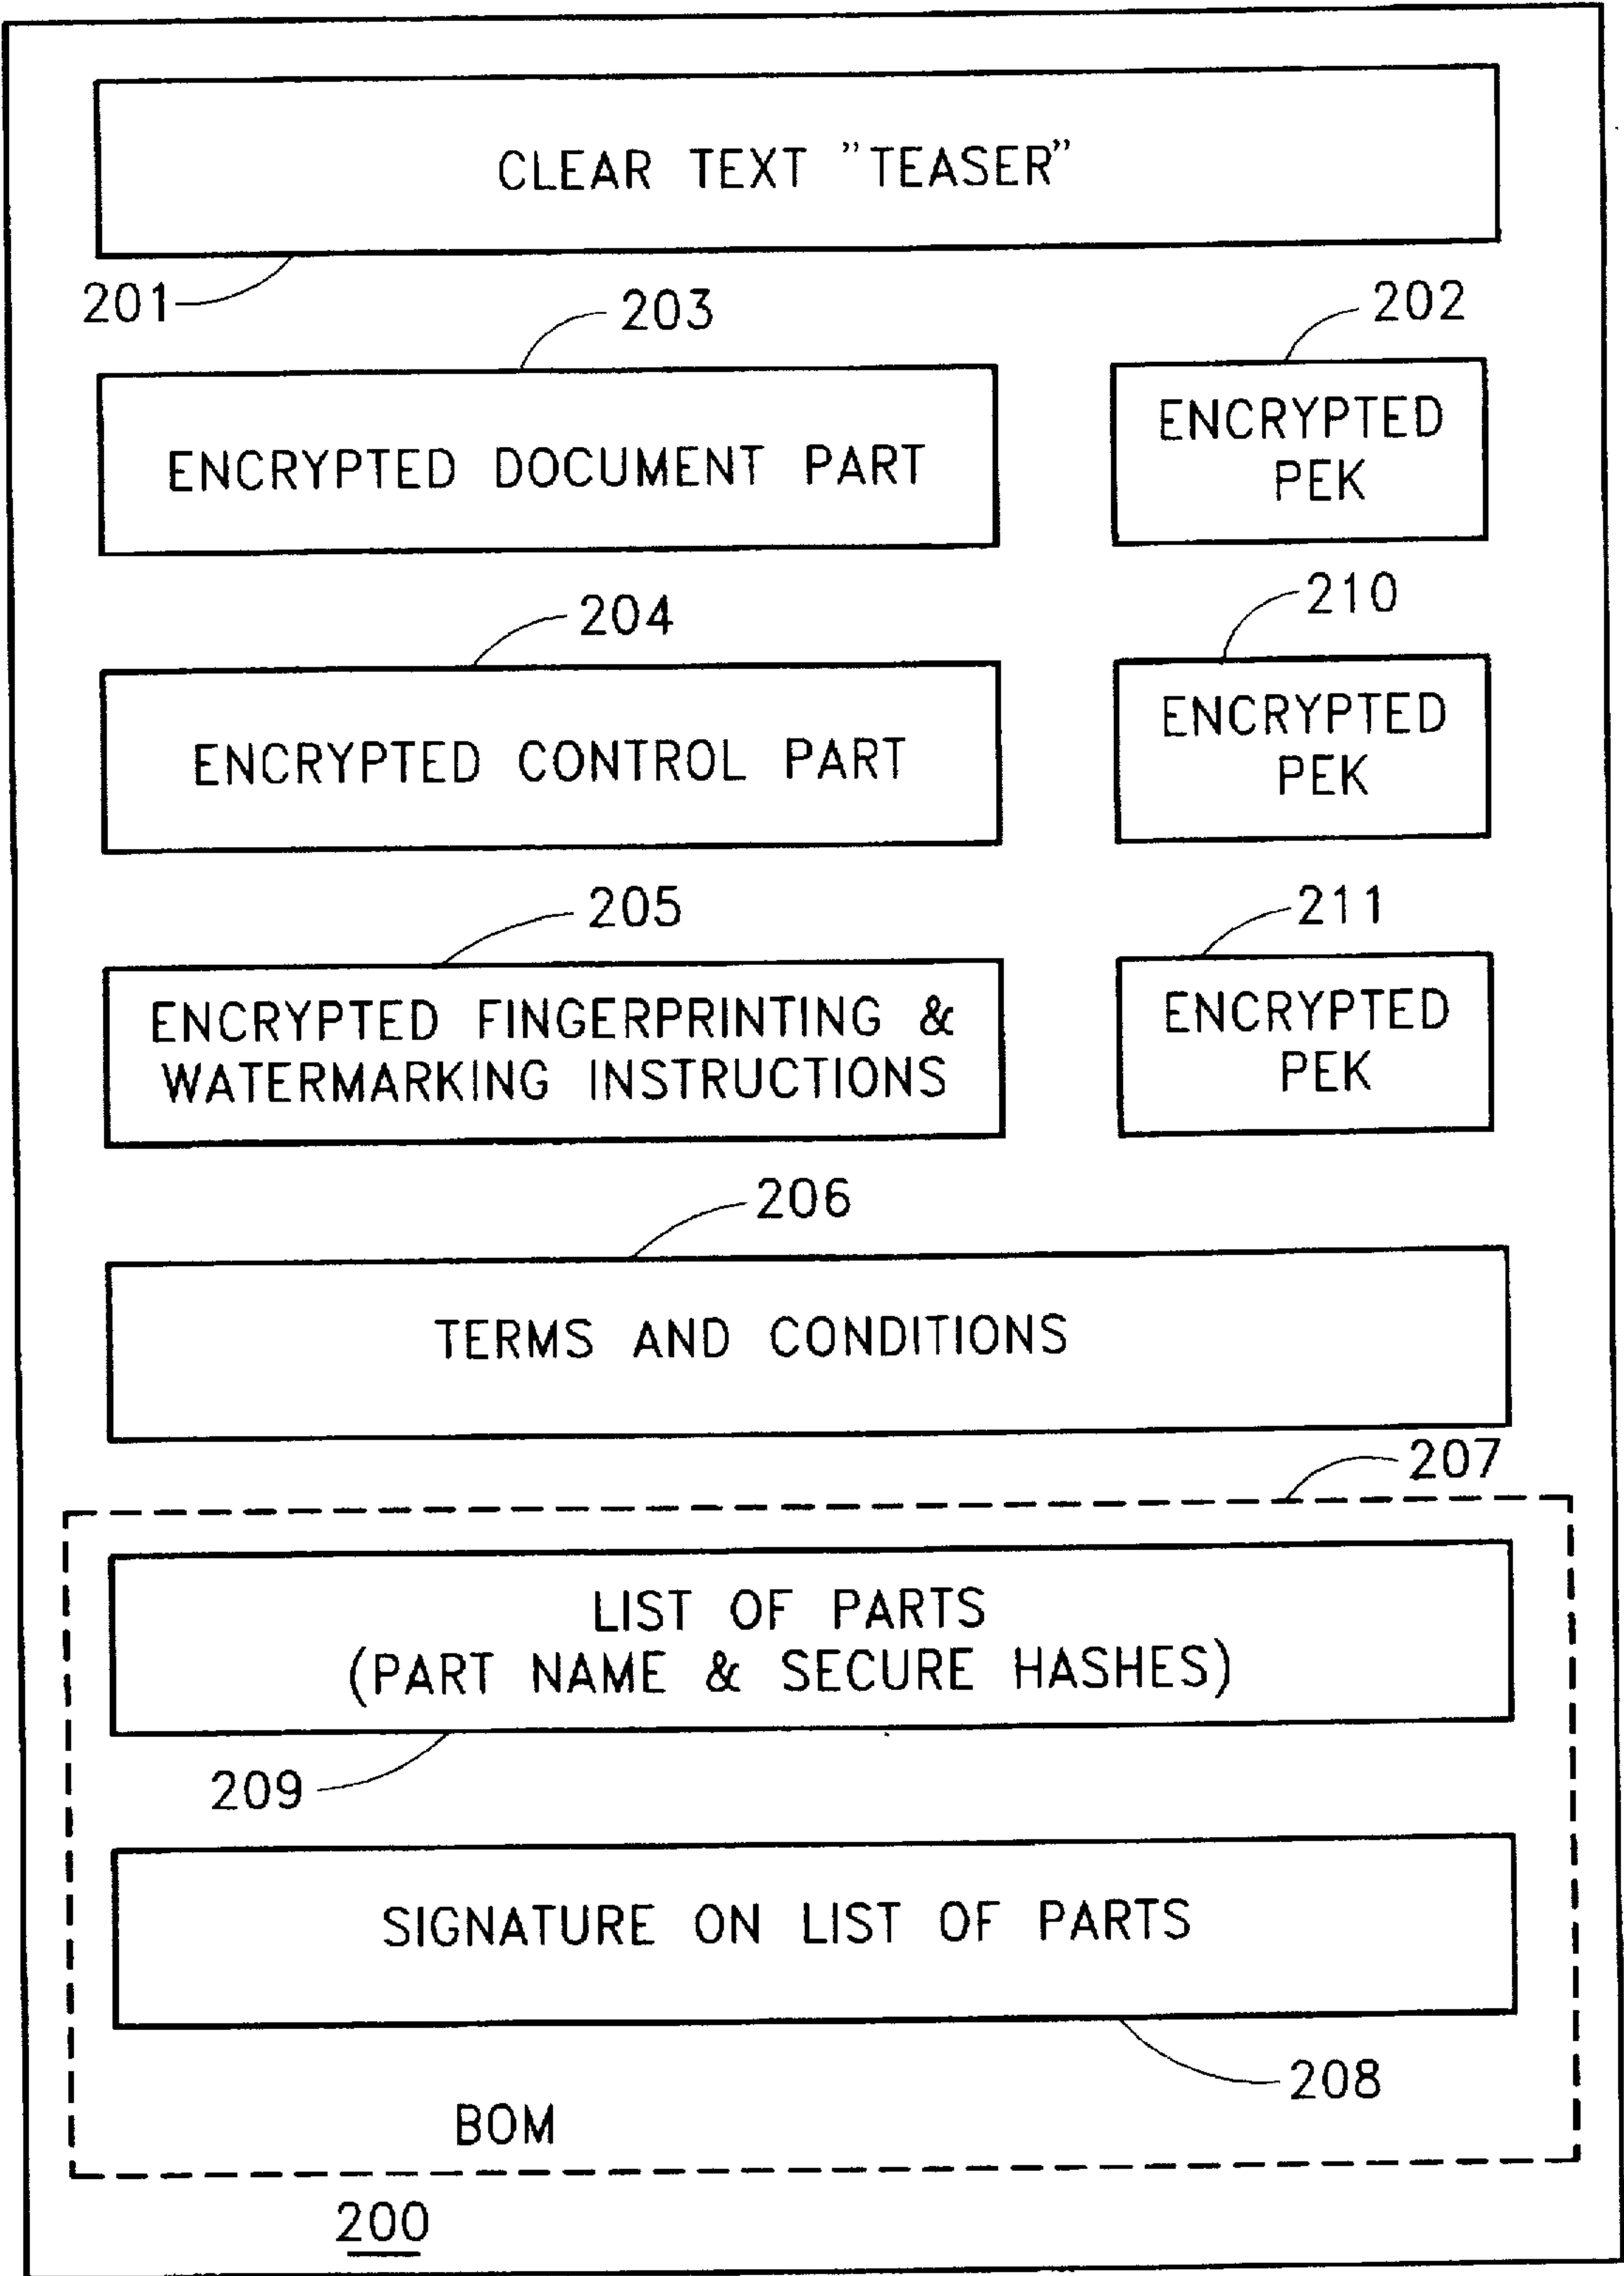 CLEAR TEXT "TEASER"
201
203
202
ENCRYPTED DOCUMENT PART
ENCRYPTED
PEK
204
210
ENCRYPTED CONTROL PART
ENCRYPTED
PEK
205
211
ENCRYPTED FINGERPRINTING &
WATERMARKING INSTRUCTIONS
ENCRYPTED
PEK
206
TERMS AND CONDITIONS
207
LIST OF PARTS
(PART NAME & SECURE HASHES)
209
SIGNATURE ON LIST OF PARTS
208
BOM
200